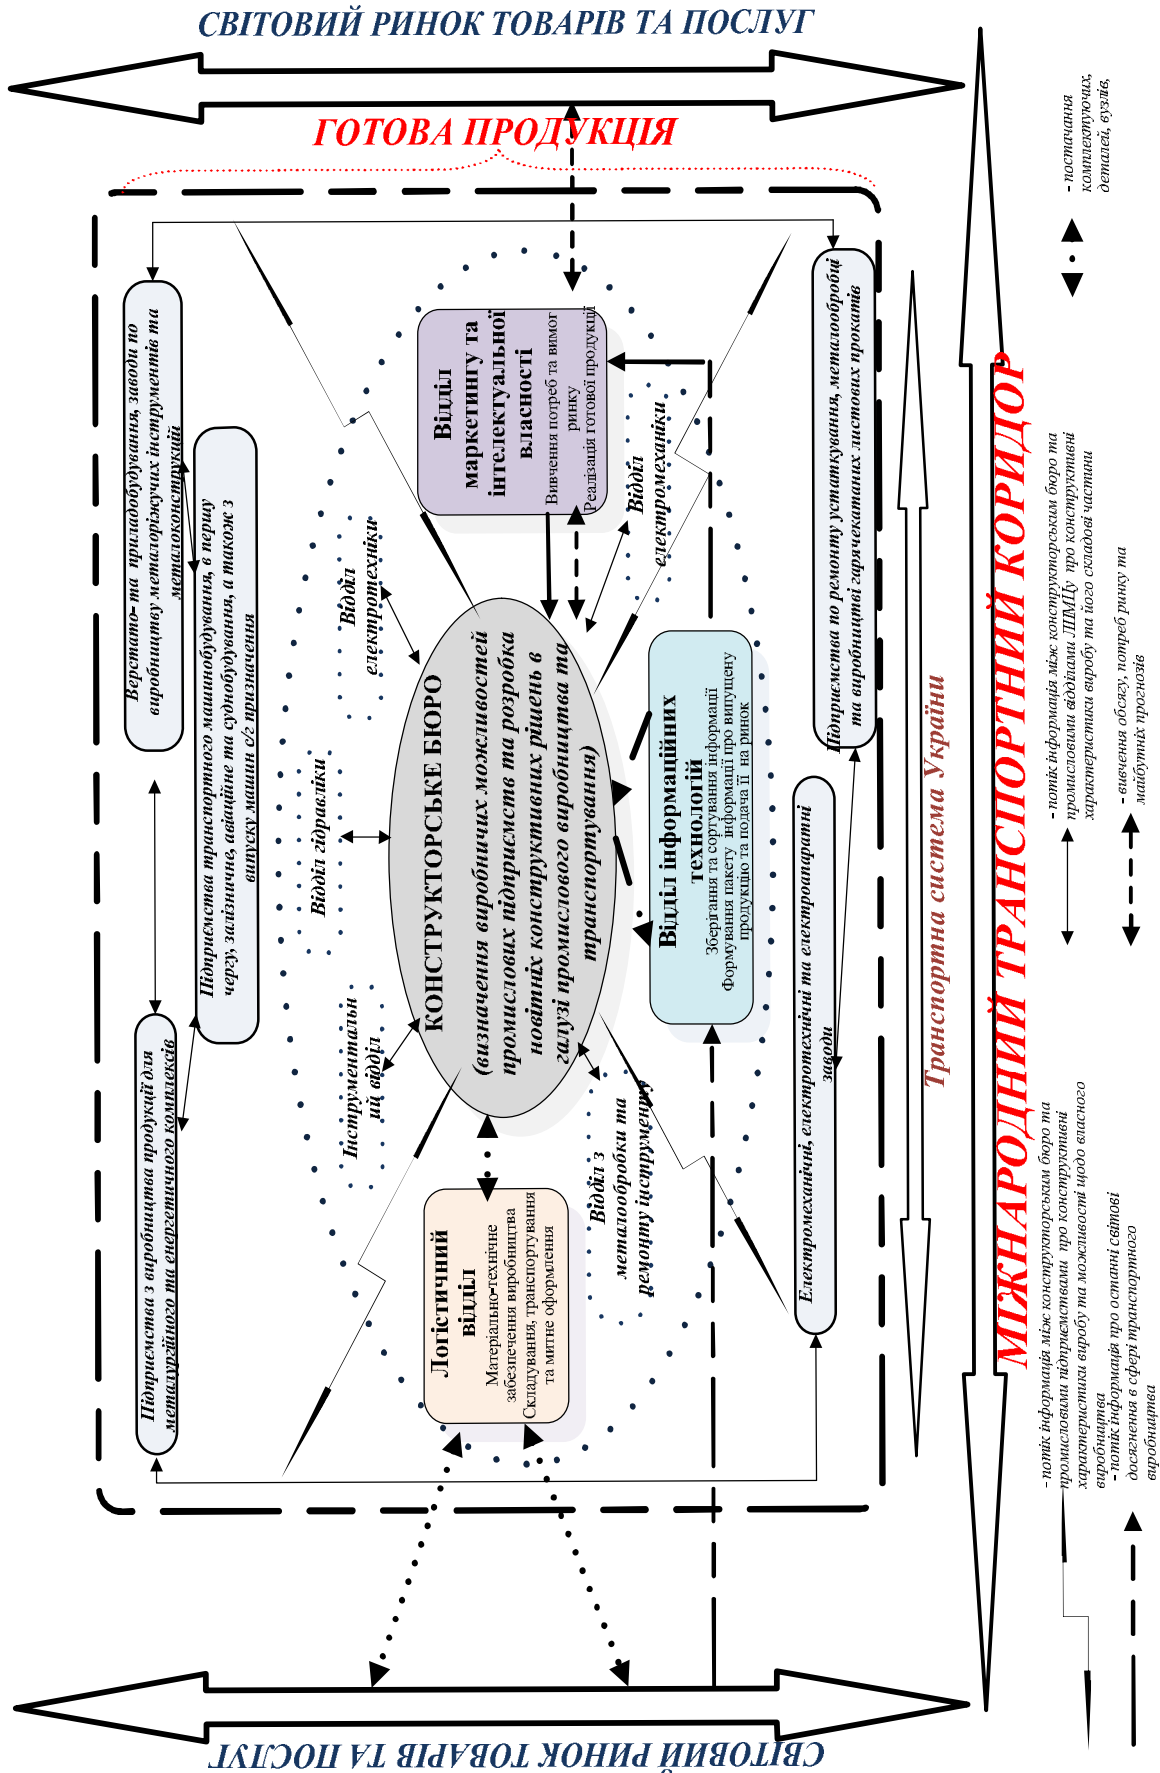 СВІТОВИЙ РИНОК ТОВАРІВ ТА ПОСЛУГ
ГОТОВА ПРОДУКЦІЯ
Верстато- та приладобудування, заводи по
виробництву металоріжучих інструментів та
металоконструкцій
Підприємства транспортного машинобудування, в першу
чергу, залізничне, авіаційне та суднобудування, а також з
випуску машин с/г призначення
Підприємства з виробництва продукції для
металургійного та енергетичного комплексів
Відділ
маркетингу та
інтелектуальної
власності
Вивчення потреб та вимог
ринку
Реалізація готової продукції
Відділ
електротехніки
Відділ гідравліки
Інструментальн
ий відділ
Відділ
електромеханіки
Відділ з
металообробки та
ремонту інструменту
КОНСТРУКТОРСЬКЕ БЮРО
(визначення виробничих можливостей
промислових підприємств та розробка
новітніх конструктивних рішень в
галузі промислового виробництва та
транспортування)
Відділ інформаційних
технологій
Зберігання та сортування інформації
Формування пакету інформації про випущену
продукцію та подача її на ринок
Логістичний
відділ
Матеріально-технічне
забезпечення виробництва
Складування, транспортування
та митне оформлення
Підприємства по ремонту устаткування, металообробці
та виробництві гарячекатаних листових прокатів
Електромеханічні, електротехнічні та електроапаратні
заводи
Транспортна система України
МІЖНАРОДНИЙ ТРАНСПОРТНИЙ КОРИДОР
СВІТОВИЙ РИНОК ТОВАРІВ ТА ПОСЛУГ
- потік інформація між конструкторським бюро та
промисловими підприємствами про конструктивні
характеристики виробу та можливості щодо власного
виробництва
- потік інформація про останні світові
досягнення в сфері транспортного
виробництва
- потік інформація між конструкторським бюро та
промисловими відділами ЛПМЦу про конструктивні
характеристики виробу та його складові частини
- вивчення обсягу, потреб ринку та
майбутніх прогнозів
- постачання
комплектуючих,
деталей, вузлів,